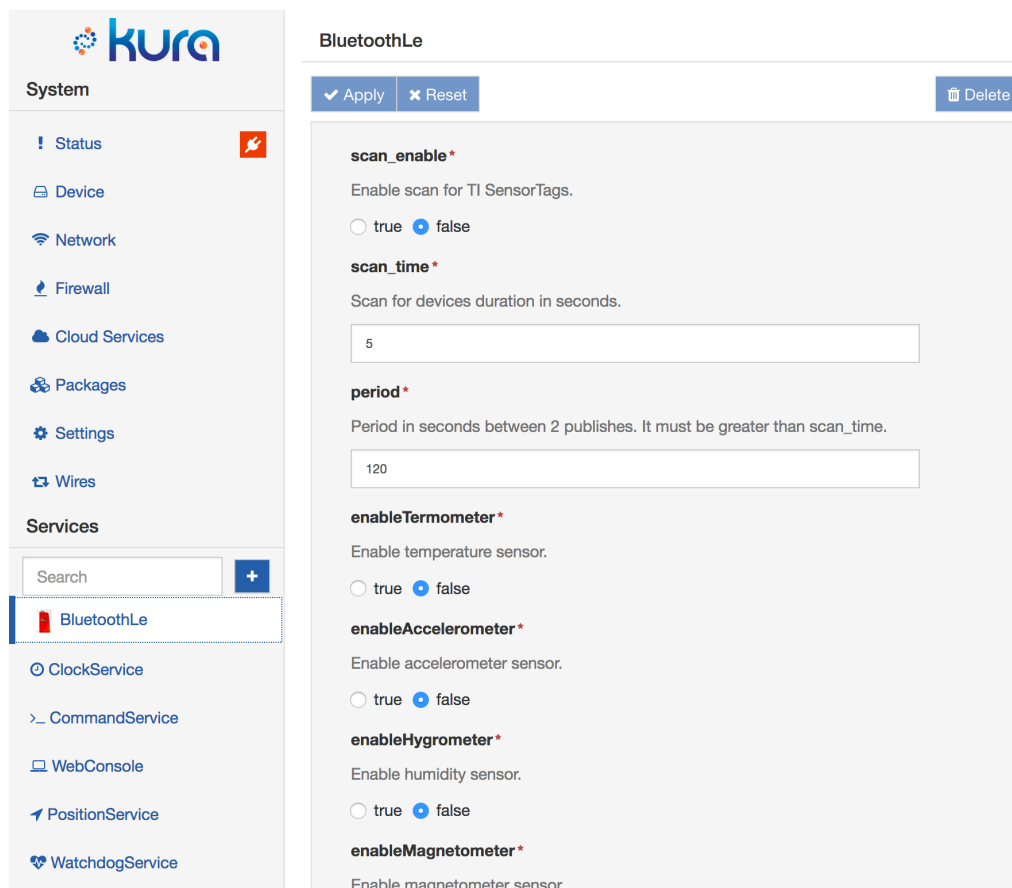 kura
System
Status
Device
Network
Firewall
Cloud Services
Packages
Settings
Wires
Services
Search
BluetoothLe
ClockService
CommandService
WebConsole
PositionService
WatchdogService
BluetoothLe
Apply Reset Delete
scan_enable*
Enable scan for TI SensorTags.
true false
scan_time*
Scan for devices duration in seconds.
5
period*
Period in seconds between 2 publishes. It must be greater than scan_time.
120
enableTermometer*
Enable temperature sensor.
true false
enableAccelerometer*
Enable accelerometer sensor.
true false
enableHygrometer*
Enable humidity sensor.
true false
enableMagnetometer*
Enable magnetometer sensor